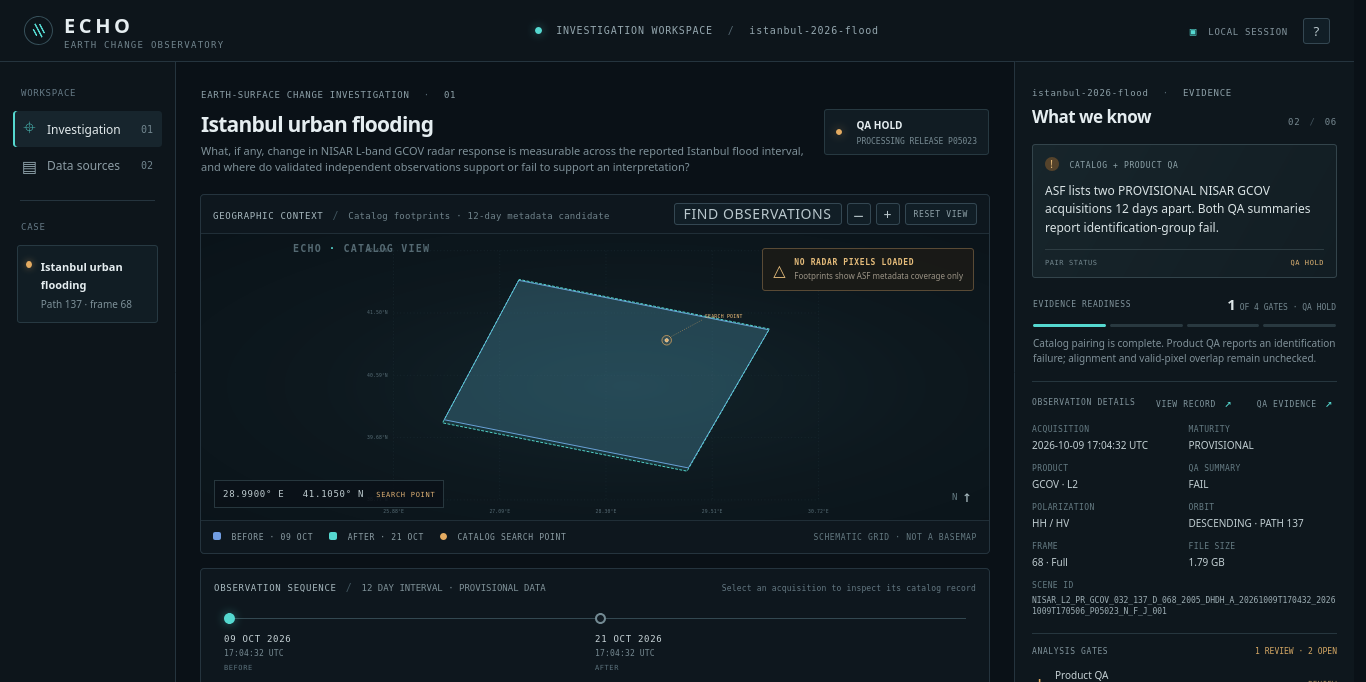 ECHO
EARTH CHANGE OBSERVATORY
INVESTIGATION WORKSPACE / istanbul-2026-flood
LOCAL SESSION
?
WORKSPACE
Investigation 01
Data sources 02
CASE
Istanbul urban
flooding
Path 137 · frame 68
EARTH-SURFACE CHANGE INVESTIGATION · 01
Istanbul urban flooding
What, if any, change in NISAR L-band GCOV radar response is measurable across the reported Istanbul flood interval,
and where do validated independent observations support or fail to support an interpretation?
QA HOLD
PROCESSING RELEASE P05023
GEOGRAPHIC CONTEXT / Catalog footprints · 12-day metadata candidate
FIND OBSERVATIONS
—
+
RESET VIEW
ECHO · CATALOG VIEW
NO RADAR PIXELS LOADED
Footprints show ASF metadata coverage only
SEARCH POINT
28.9900° E 41.1050° N SEARCH POINT
N ↑
BEFORE · 09 OCT
AFTER · 21 OCT
CATALOG SEARCH POINT
SCHEMATIC GRID · NOT A BASEMAP
OBSERVATION SEQUENCE / 12 DAY INTERVAL · PROVISIONAL DATA
Select an acquisition to inspect its catalog record
09 OCT 2026
17:04:32 UTC
BEFORE
21 OCT 2026
17:04:32 UTC
AFTER
istanbul-2026-flood · EVIDENCE
What we know
02 / 06
! CATALOG + PRODUCT QA
ASF lists two PROVISIONAL NISAR GCOV
acquisitions 12 days apart. Both QA summaries
report identification-group fail.
PAIR STATUS QA HOLD
EVIDENCE READINESS
1 OF 4 GATES · QA HOLD
Catalog pairing is complete. Product QA reports an identification
failure; alignment and valid-pixel overlap remain unchecked.
OBSERVATION DETAILS
VIEW RECORD ↗
QA EVIDENCE ↗
ACQUISITION
2026-10-09 17:04:32 UTC
MATURITY
PROVISIONAL
PRODUCT
GCOV · L2
QA SUMMARY
FAIL
POLARIZATION
HH / HV
ORBIT
DESCENDING · PATH 137
FRAME
68 · Full
FILE SIZE
1.79 GB
SCENE ID
NISAR_L2_PR_GCOV_032_137_D_068_2005_DHDH_A_20261009T170432_2026
1009T170506_P05023_N_F_J_001
ANALYSIS GATES
1 REVIEW · 2 OPEN
Product QA